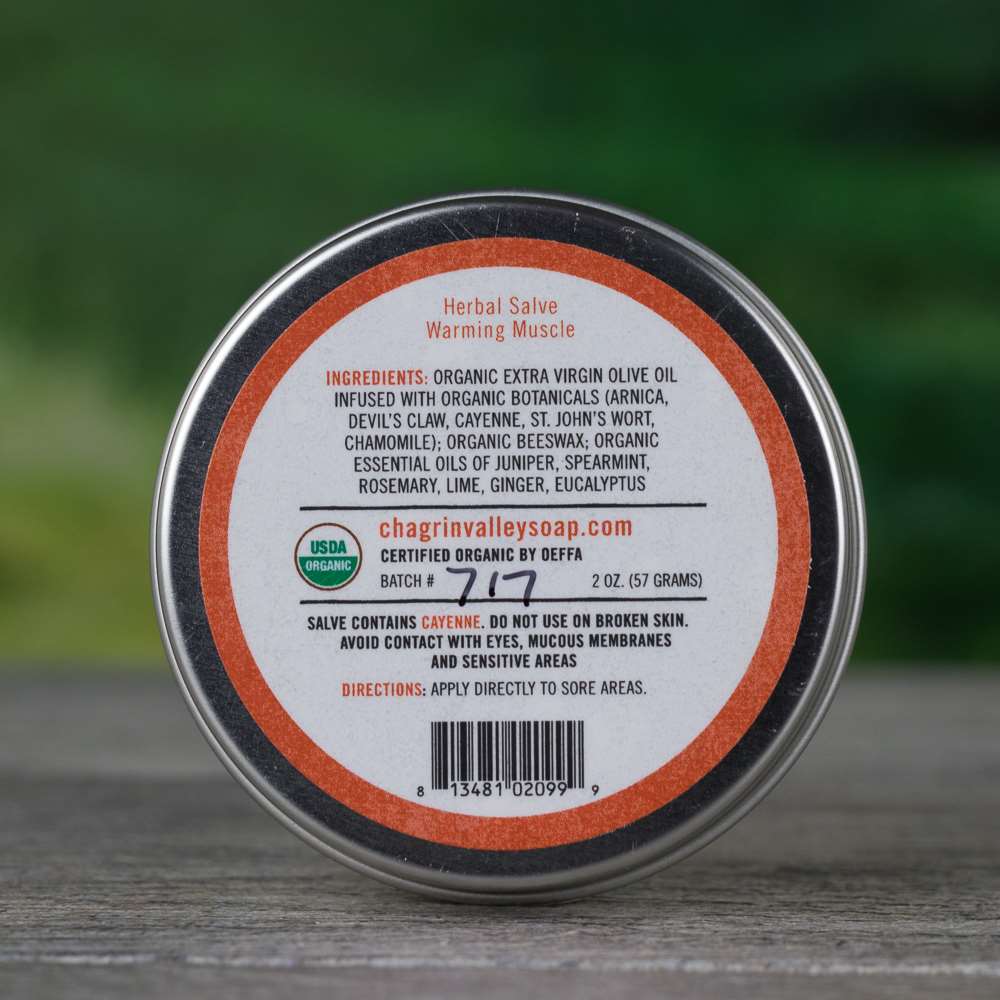 Herbal Salve
Warming Muscle
INGREDIENTS: ORGANIC EXTRA VIRGIN OLIVE OIL
INFUSED WITH ORGANIC BOTANICALS (ARNICA,
DEVIL'S CLAW, CAYENNE, ST. JOHN'S WORT,
CHAMOMILE); ORGANIC BEESWAX; ORGANIC
ESSENTIAL OILS OF JUNIPER, SPEARMINT,
ROSEMARY, LIME, GINGER, EUCALYPTUS
USDA
ORGANIC
chagrinvalleysoap.com
CERTIFIED ORGANIC BY OEFFA
BATCH # 717 2 OZ. (57 GRAMS)
SALVE CONTAINS CAYENNE. DO NOT USE ON BROKEN SKIN.
AVOID CONTACT WITH EYES, MUCOUS MEMBRANES
AND SENSITIVE AREAS
DIRECTIONS: APPLY DIRECTLY TO SORE AREAS.
8 13481 02099 9